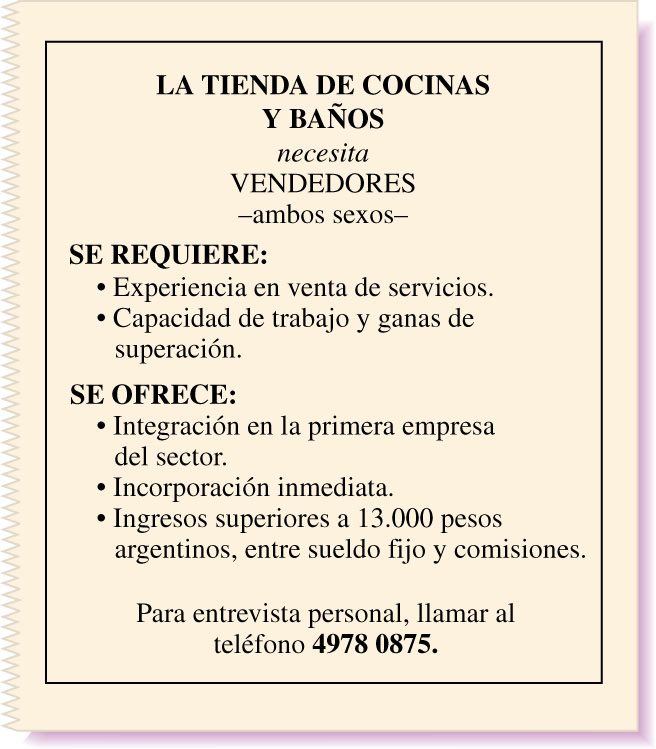 LA TIENDA DE COCINAS
Y BAÑOS
necesita
VENDEDORES
–ambos sexos–
SE REQUIERE:
• Experiencia en venta de servicios.
• Capacidad de trabajo y ganas de
superación.
SE OFRECE:
• Integración en la primera empresa
del sector.
• Incorporación inmediata.
• Ingresos superiores a 13.000 pesos
argentinos, entre sueldo fijo y comisiones.
Para entrevista personal, llamar al
teléfono 4978 0875.